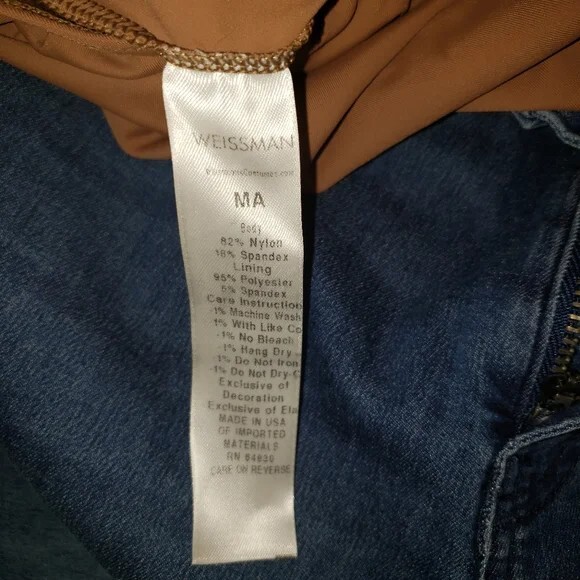 WEISSMAN
MA
Body
82% Nylon
18% Spandex
Lining
95% Polyester
5% Spandex
Care Instruction
-1% Machine Wash
-1% With Like Co
-1% No Bleach
-1% Hang Dry -
-1% Do Not Iron
-1% Do Not Dry-C
Exclusive of
Decoration
Exclusive of Ela
MADE IN USA
OF IMPORTED
MATERIALS
RN
CARE ON REVERSE